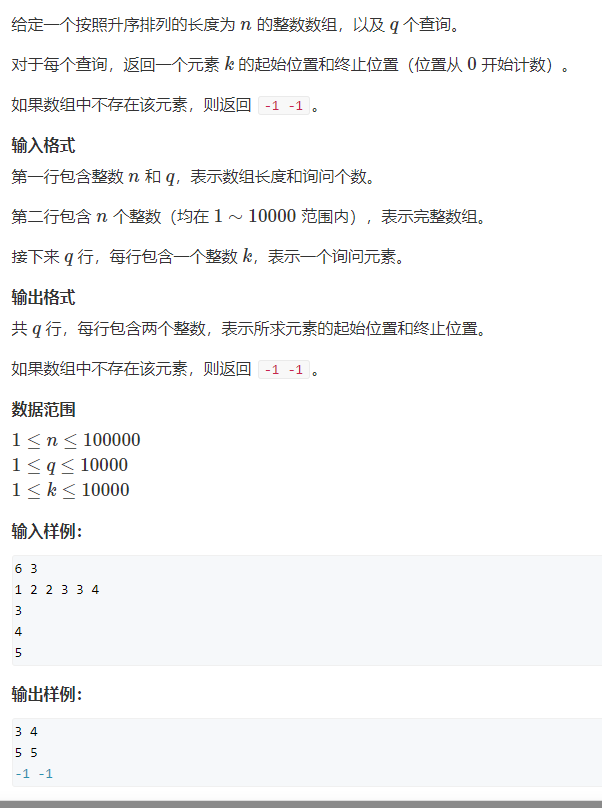 给定一个按照升序排列的长度为 n 的整数数组，以及 q 个查询。
对于每个查询，返回一个元素 k 的起始位置和终止位置（位置从 0 开始计数）。
如果数组中不存在该元素，则返回 -1 -1 。
输入格式
第一行包含整数 n 和 q，表示数组长度和询问个数。
第二行包含 n 个整数（均在 1 ∼ 10000 范围内），表示完整数组。
接下来 q 行，每行包含一个整数 k，表示一个询问元素。
输出格式
共 q 行，每行包含两个整数，表示所求元素的起始位置和终止位置。
如果数组中不存在该元素，则返回 -1 -1 。
数据范围
1 ≤ n ≤ 100000
1 ≤ q ≤ 10000
1 ≤ k ≤ 10000
输入样例：
6 3
1 2 2 3 3 4
3
4
5
输出样例：
3 4
5 5
-1 -1